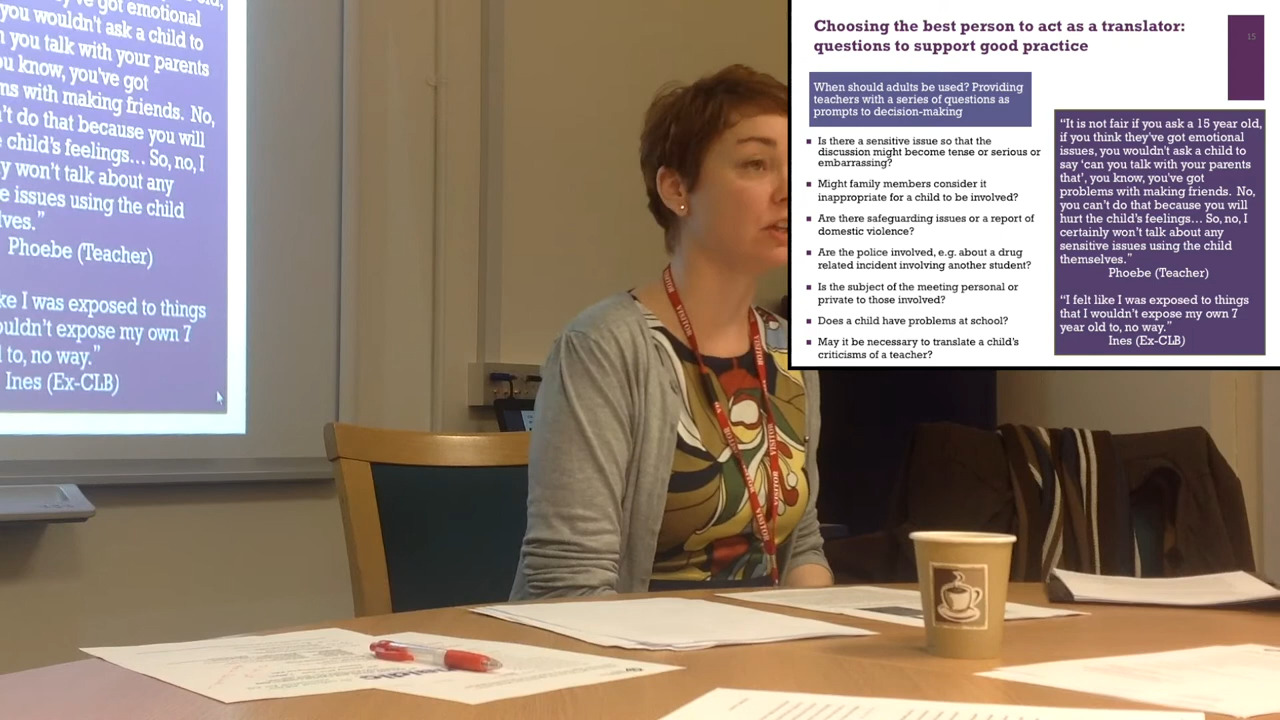 ey've got emotional
you wouldn't ask a child to
you talk with your parents
you know, you've got
ms with making friends. No,
't do that because you will
e child's feelings... So, no, I
y won't talk about any
e issues using the child
lves."
Phoebe (Teacher)
ke I was exposed to things
ouldn't expose my own 7
to, no way."
Ines (Ex-CLB)
Choosing the best person to act as a translator:
questions to support good practice
15
When should adults be used? Providing
teachers with a series of questions as
prompts to decision-making
Is there a sensitive issue so that the
discussion might become tense or serious or
embarrassing?
Might family members consider it
inappropriate for a child to be involved?
Are there safeguarding issues or a report of
domestic violence?
Are the police involved, e.g. about a drug
related incident involving another student?
Is the subject of the meeting personal or
private to those involved?
Does a child have problems at school?
May it be necessary to translate a child's
criticisms of a teacher?
"It is not fair if you ask a 15 year old,
if you think they've got emotional
issues, you wouldn't ask a child to
say 'can you talk with your parents
that', you know, you've got
problems with making friends. No,
you can't do that because you will
hurt the child's feelings... So, no, I
certainly won't talk about any
sensitive issues using the child
themselves."
Phoebe (Teacher)
"I felt like I was exposed to things
that I wouldn't expose my own 7
year old to, no way."
Ines (Ex-CLB)
VISITOR
VISITOR
VISITOR
VISITOR
VISITOR